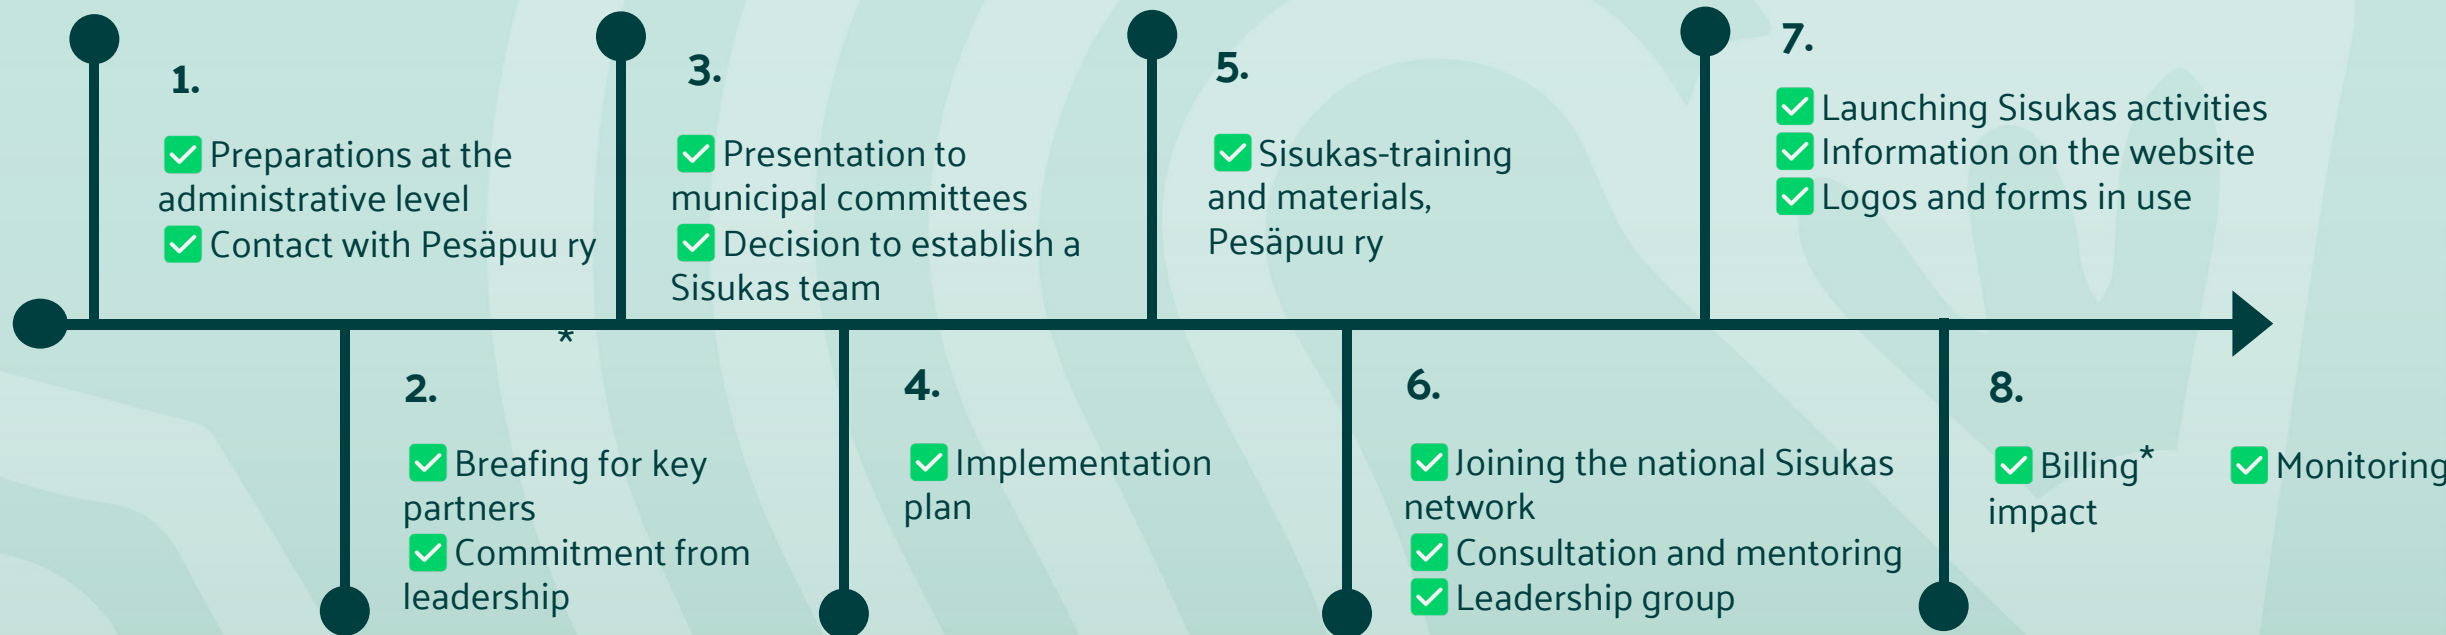 1.
✅ Preparations at the
administrative level
✅ Contact with Pesäpuu ry
*
2.
✅ Breafing for key
partners
✅ Commitment from
leadership
3.
✅ Presentation to
municipal committees
✅ Decision to establish a
Sisukas team
4.
✅ Implementation
plan
5.
✅ Sisukas-training
and materials,
Pesäpuu ry
6.
✅ Joining the national Sisukas
network
✅ Consultation and mentoring
✅ Leadership group
7.
✅ Launching Sisukas activities
✅ Information on the website
✅ Logos and forms in use
8.
✅ Billing* ✅ Monitoring
impact